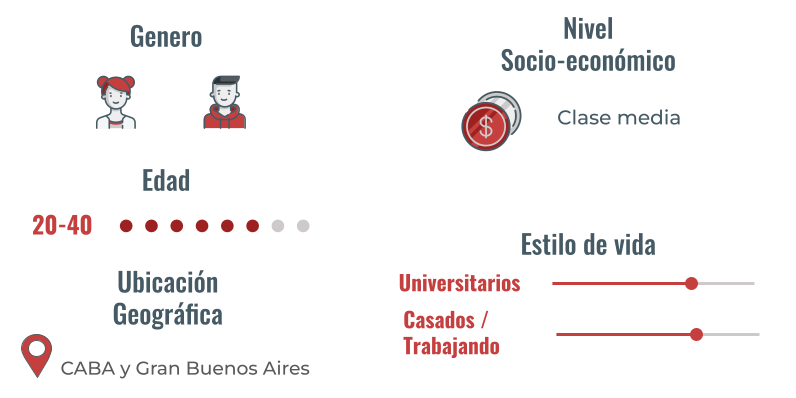 Genero
Edad
20-40
Ubicación
Geográfica
CABA y Gran Buenos Aires
Nivel
Socio-económico
$
Clase media
Estilo de vida
Universitarios
Casados /
Trabajando